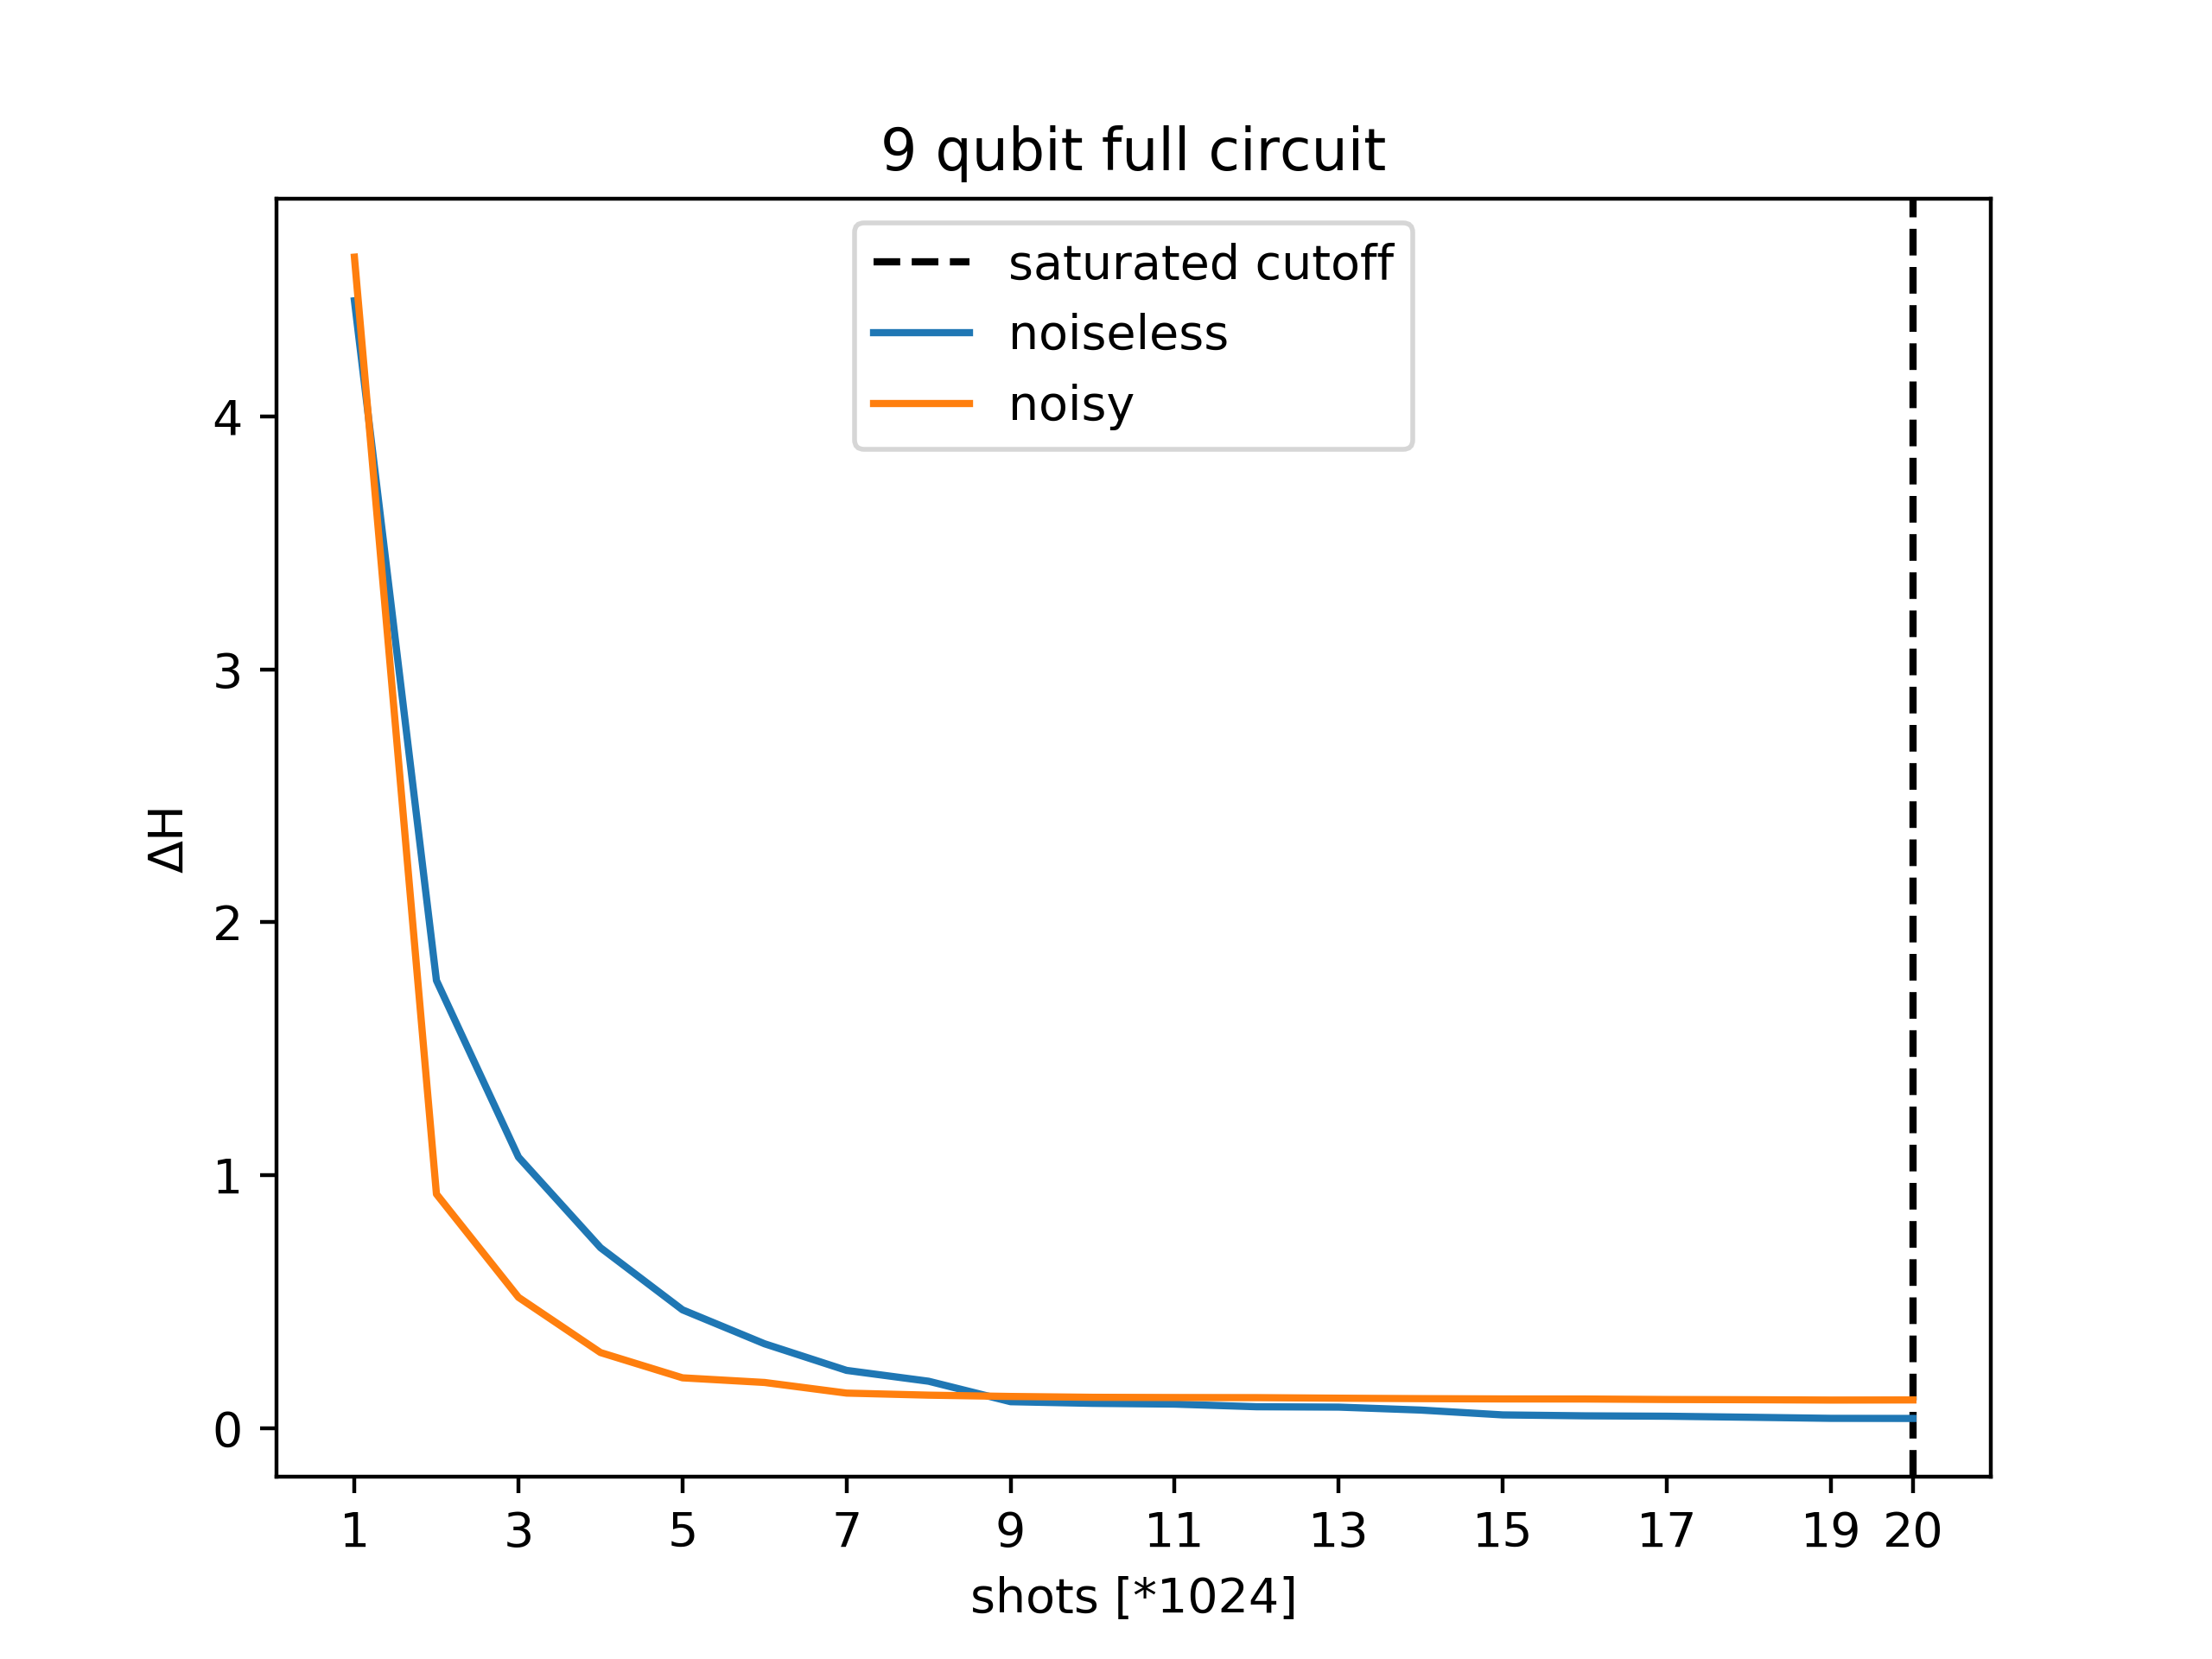 9 qubit full circuit
saturated cutoff
noiseless
noisy
4
3
2
1
0
ΔH
1 3 5 7 9 11 13 15 17 19 20
shots [*1024]